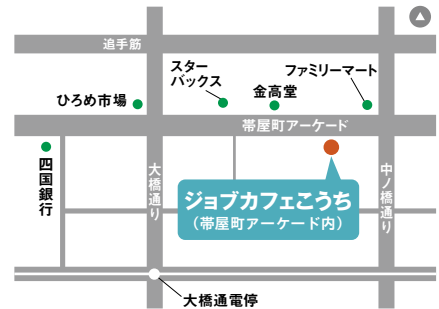 追手筋
スター
バックス
ファミリーマート
金高堂
ひろめ市場
帯屋町アーケード
四国銀行
大橋通り
中ノ橋通り
ジョブカフェこうち
（帯屋町アーケード内）
大橋通電停